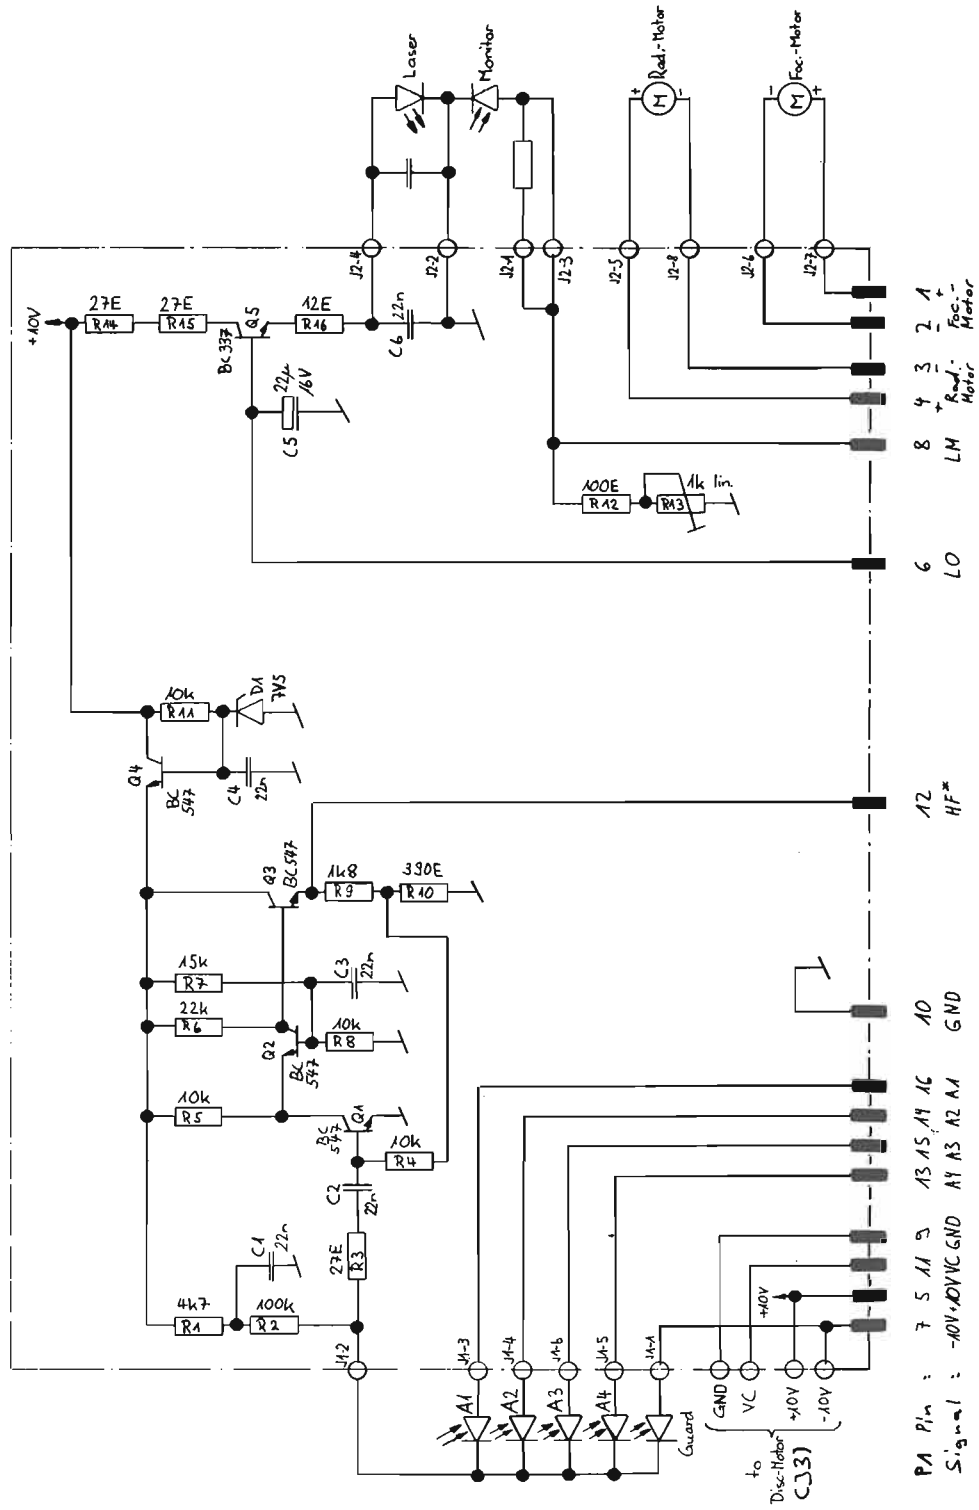 Laser
Monitor
Rad.-Motor
M
+
-
Foc.-Motor
M
-
+
J2-4
J2-2
J2-1
J2-3
J2-5
J2-8
J2-6
J2-7
+10V
27E
R14
27E
R15
BC337
Q5
12E
R16
C6
22n
22µ
16V
C5
100E
R12
1k lin.
R13
10k
R11
D1
7V5
Q4
BC
547
C4
22n
Q3
BC547
1k8
R9
390E
R10
15k
R7
C3
22n
22k
R6
Q2
BC
547
10k
R8
10k
R5
BC
547
Q1
10k
R4
C2
22n
27E
R3
C1
22n
4k7
R1
100k
R2
J1-2
J1-3
J1-4
J1-6
J1-5
J1-1
A1
A2
A3
A4
Guard
GND
VC
+10V
-10V
+10V
to
Disc-Motor
(33)
P1 Pin : 7 5 11 9 13 15 14 16 10 12 6 8 4 3 2 1
Signal : -10V +10V VC GND A4 A3 A2 A1 GND HF* LO LM
+ -
Rad.-
Motor
- +
Foc.-
Motor